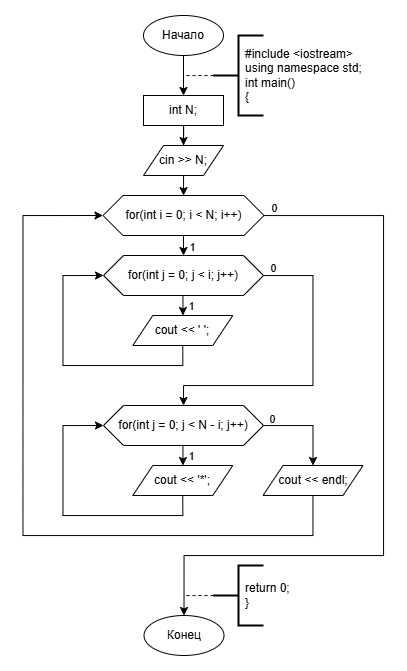 Начало
#include <iostream>
using namespace std;
int main()
{
int N;
cin >> N;
for(int i = 0; i < N; i++)
0
1
for(int j = 0; j < i; j++)
0
1
cout << ' ';
for(int j = 0; j < N - i; j++)
0
1
cout << '*';
cout << endl;
return 0;
}
Конец